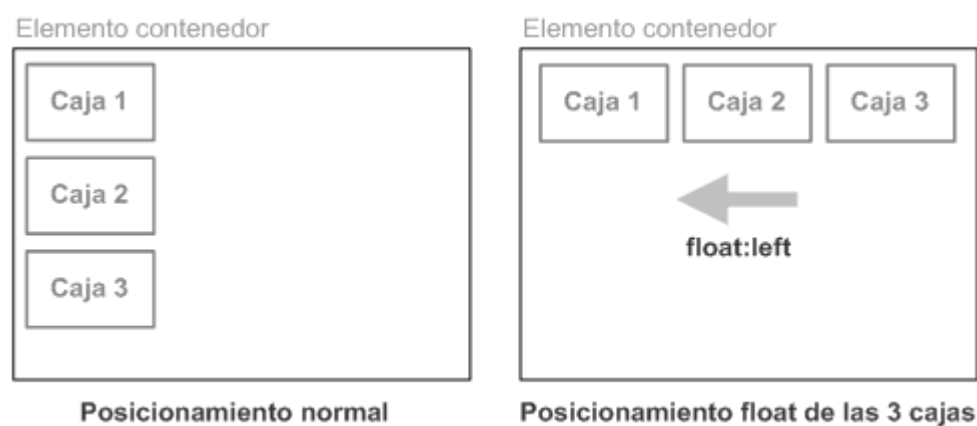 Elemento contenedor
Caja 1
Caja 2
Caja 3
Posicionamiento normal
Elemento contenedor
Caja 1 Caja 2 Caja 3
float:left
Posicionamiento float de las 3 cajas